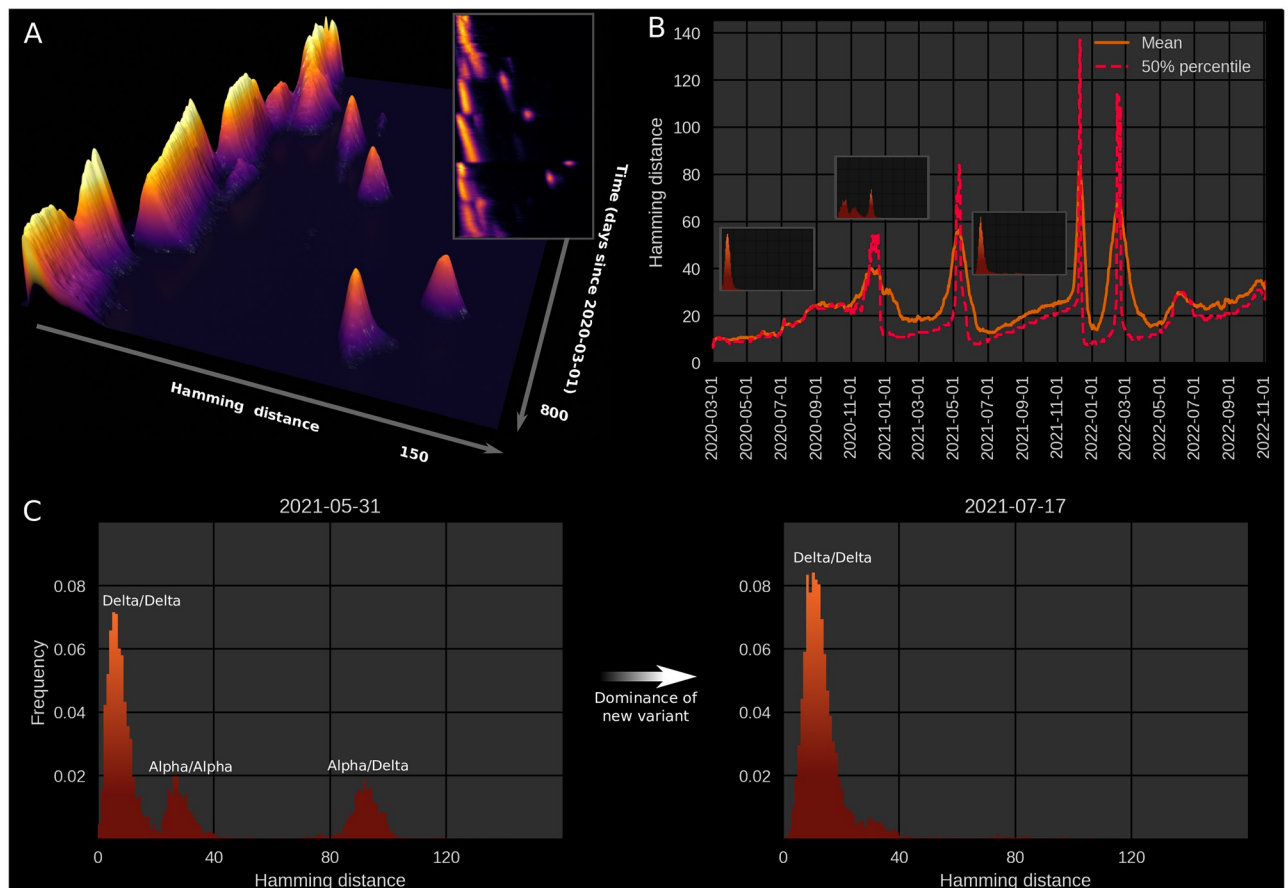 A
Time (days since 2020-03-01)
800
Hamming distance
150
B
140
120
100
80
60
40
20
0
Hamming distance
Mean
50% percentile
2020-03-01
2020-05-01
2020-07-01
2020-09-01
2020-11-01
2021-01-01
2021-03-01
2021-05-01
2021-07-01
2021-09-01
2021-11-01
2022-01-01
2022-03-01
2022-05-01
2022-07-01
2022-09-01
2022-11-01
C
2021-05-31
0.08
0.06
0.04
0.02
Frequency
Delta/Delta
Alpha/Alpha
Alpha/Delta
0
40
80
120
Hamming distance
Dominance of
new variant
2021-07-17
0.08
0.06
0.04
0.02
Delta/Delta
0
40
80
120
Hamming distance